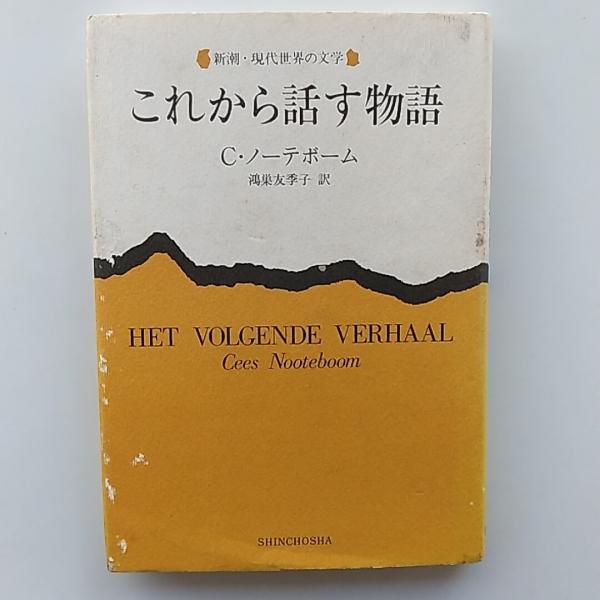 新潮・現代世界の文学
これから話す物語
C・ノーテボーム
鴻巣友季子 訳
HET VOLGENDE VERHAAL
Cees Nooteboom
SHINCHOSHA